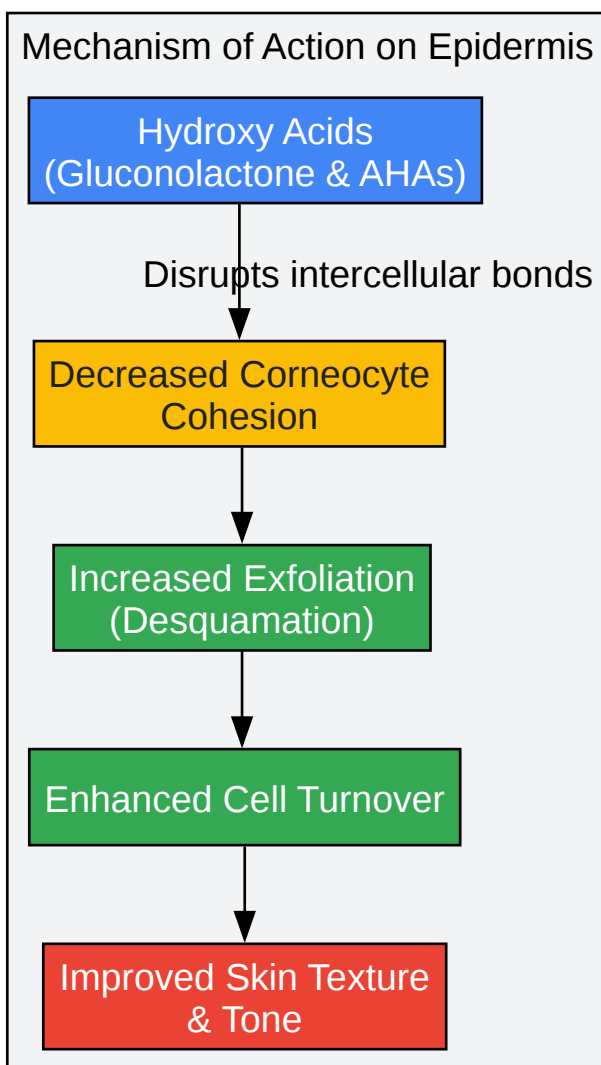 Mechanism of Action on Epidermis
Hydroxy Acids
(Gluconolactone & AHAs)
Disrupts intercellular bonds
Decreased Corneocyte
Cohesion
Increased Exfoliation
(Desquamation)
Enhanced Cell Turnover
Improved Skin Texture
& Tone